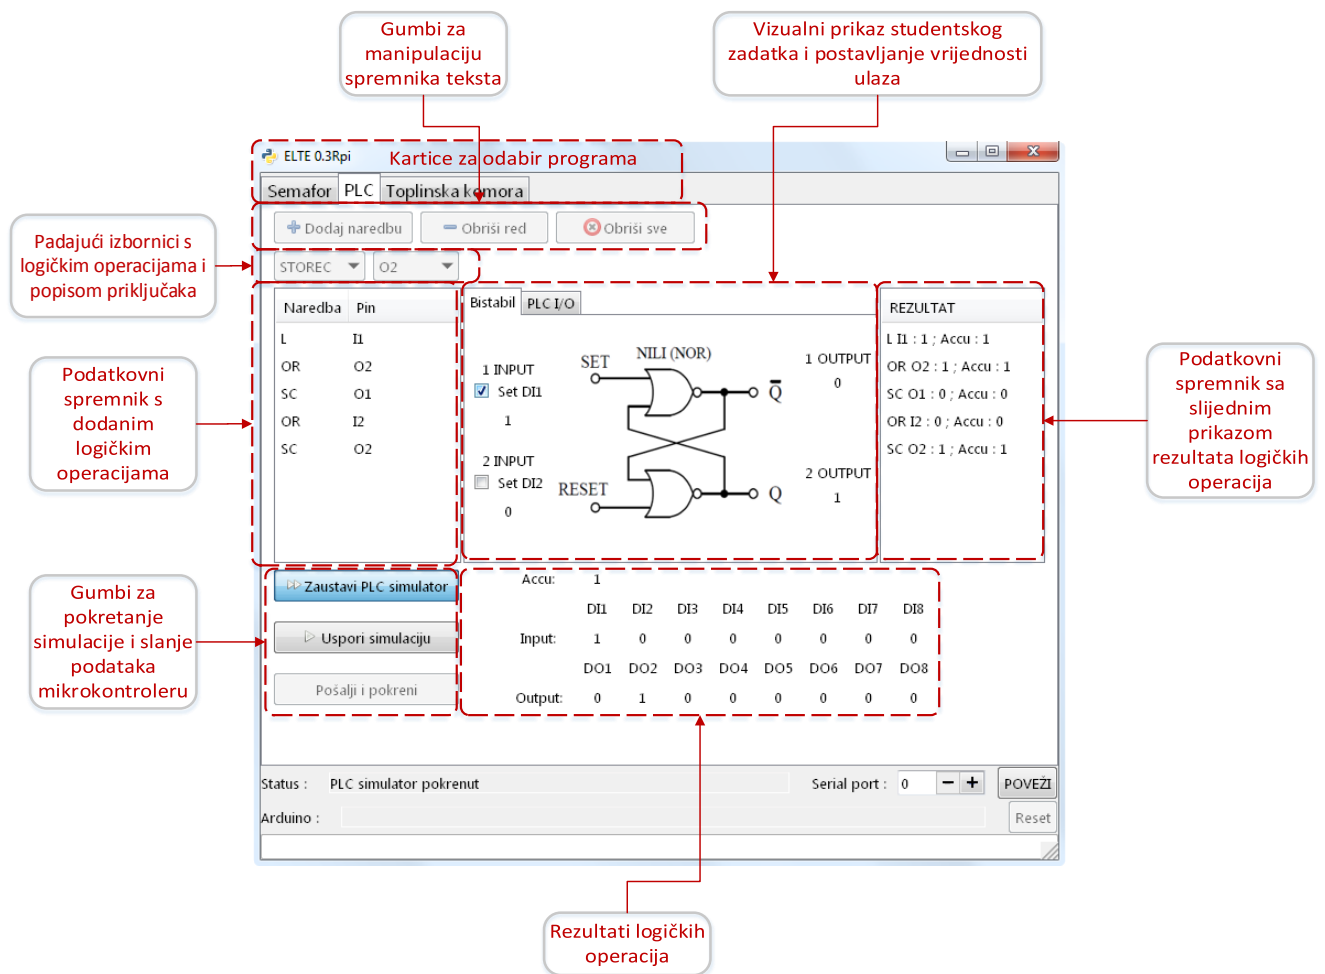 Gumbi za
manipulaciju
spremnika teksta
Vizualni prikaz studentskog
zadatka i postavljanje vrijednosti
ulaza
ELTE 0.3Rpi
Kartice za odabir programa
Semafor PLC Toplinska komora
Dodaj naredbu Obriši red Obriši sve
Padajući izbornici s
logičkim operacijama i
popisom priključaka
STOREC O2
Naredba Pin
L I1
OR O2
SC O1
OR I2
SC O2
Podatkovni
spremnik s
dodanim
logičkim
operacijama
Bistabil PLC I/O
1 INPUT
Set DI1
1
2 INPUT
Set DI2
0
SET
NILI (NOR)
RESET
Q̅
Q
1 OUTPUT
0
2 OUTPUT
1
REZULTAT
L I1 : 1 ; Accu : 1
OR O2 : 1 ; Accu : 1
SC O1 : 0 ; Accu : 0
OR I2 : 0 ; Accu : 0
SC O2 : 1 ; Accu : 1
Podatkovni
spremnik sa
slijednim
prikazom
rezultata logičkih
operacija
Gumbi za
pokretanje
simulacije i slanje
podataka
mikrokontroleru
Zaustavi PLC simulator
Uspori simulaciju
Pošalji i pokreni
Accu: 1
DI1 DI2 DI3 DI4 DI5 DI6 DI7 DI8
Input: 1 0 0 0 0 0 0 0
DO1 DO2 DO3 DO4 DO5 DO6 DO7 DO8
Output: 0 1 0 0 0 0 0 0
Status : PLC simulator pokrenut Serial port : 0 POVEŽI
Arduino : Reset
Rezultati logičkih
operacija